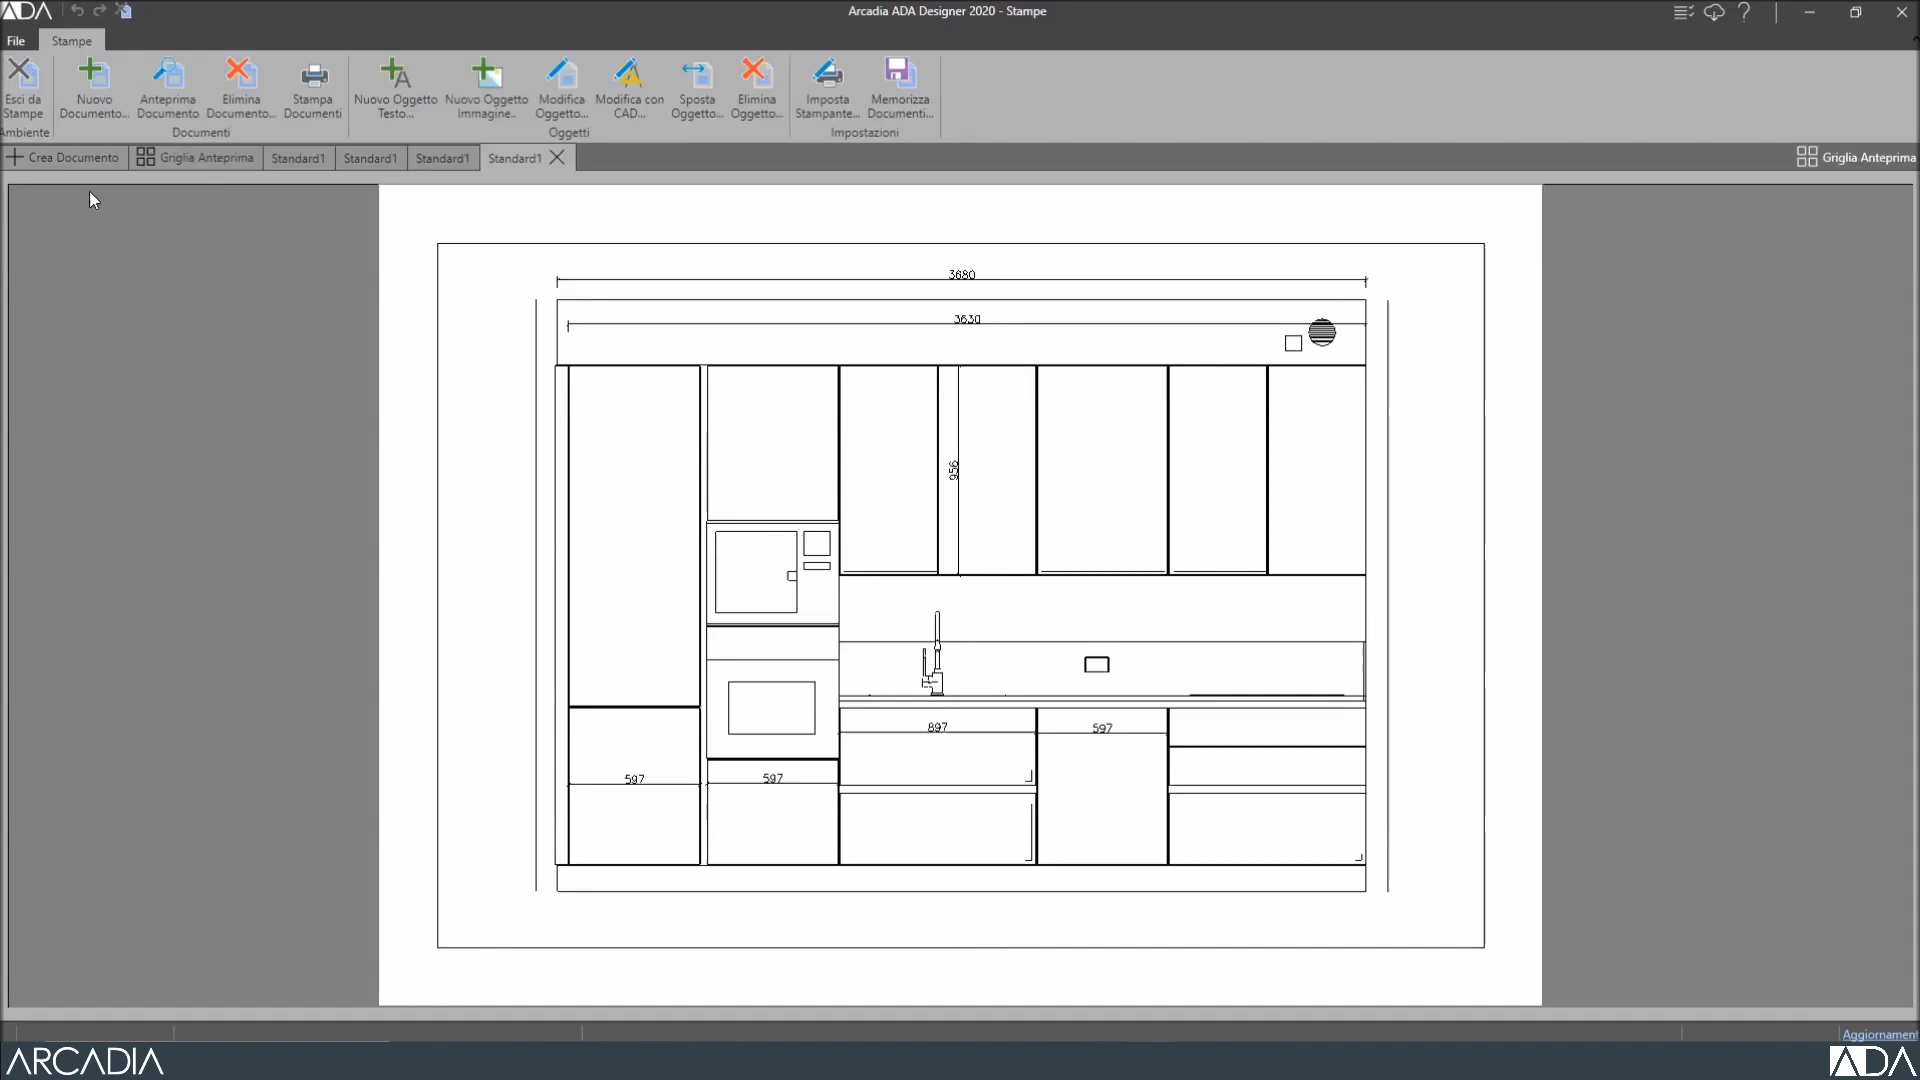 ADA
Arcadia ADA Designer 2020 - Stampe
?
File
Stampe
Esci da
Stampe
Ambiente
Nuovo
Documento...
Anteprima
Documento
Elimina
Documento...
Stampa
Documenti
Documenti
Nuovo Oggetto
Testo...
Nuovo Oggetto
Immagine..
Modifica
Oggetto...
Modifica con
CAD...
Sposta
Oggetto...
Elimina
Oggetto...
Oggetti
Imposta
Stampante...
Memorizza
Documenti...
Impostazioni
Crea Documento
Griglia Anteprima
Standard1
Standard1
Standard1
Standard1
Griglia Anteprima
3680
3630
956
897
597
597
597
Aggiornament
ARCADIA
ADA